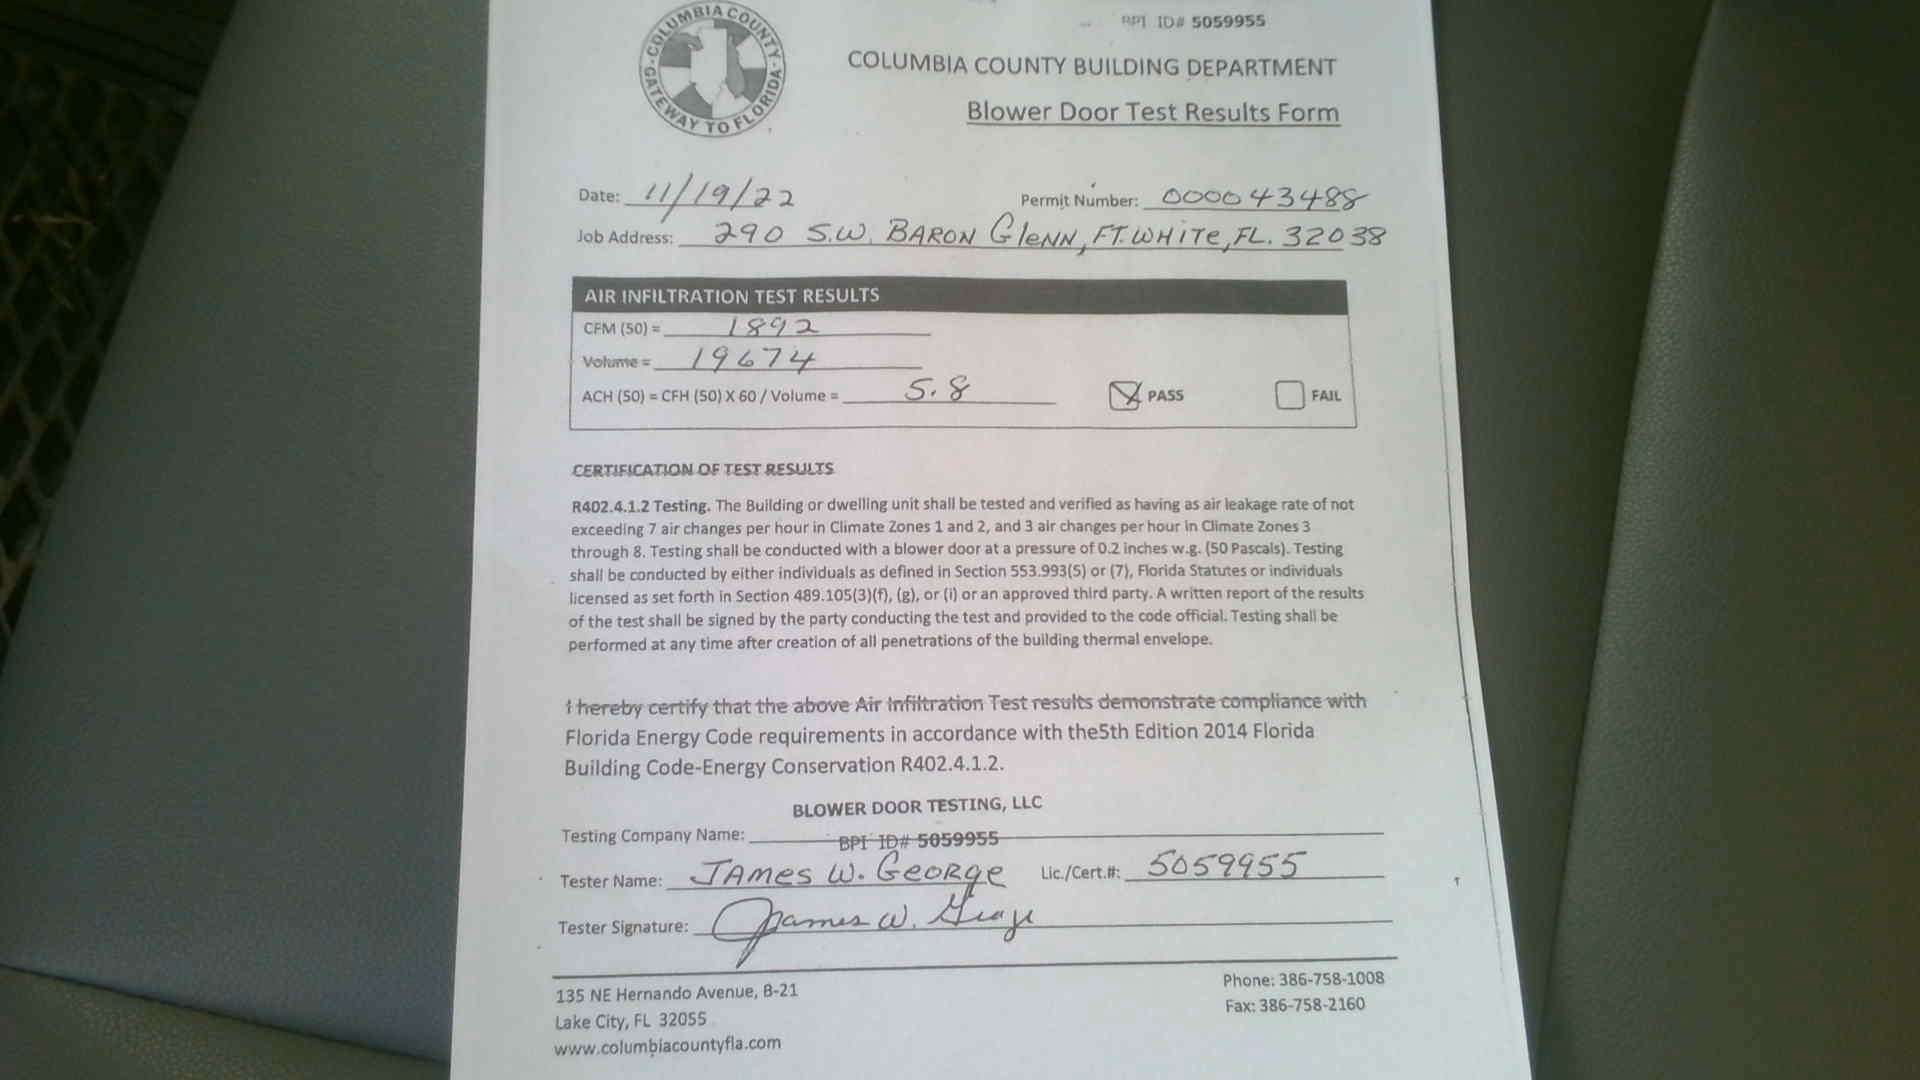 BPI ID# 5059955
COLUMBIA COUNTY · GATEWAY TO FLORIDA ·
COLUMBIA COUNTY BUILDING DEPARTMENT
Blower Door Test Results Form
Date: 11/19/22 Permit Number: 000043488
Job Address: 290 S.W. BARON GleNN, FT. WHiTe, FL. 32038
AIR INFILTRATION TEST RESULTS
CFM (50) = 1892
Volume = 19674
ACH (50) = CFH (50) X 60 / Volume = 5.8 PASS FAIL
CERTIFICATION OF TEST RESULTS
R402.4.1.2 Testing. The Building or dwelling unit shall be tested and verified as having as air leakage rate of not
exceeding 7 air changes per hour in Climate Zones 1 and 2, and 3 air changes per hour in Climate Zones 3
through 8. Testing shall be conducted with a blower door at a pressure of 0.2 inches w.g. (50 Pascals). Testing
shall be conducted by either individuals as defined in Section 553.993(5) or (7), Florida Statutes or individuals
licensed as set forth in Section 489.105(3)(f), (g), or (i) or an approved third party. A written report of the results
of the test shall be signed by the party conducting the test and provided to the code official. Testing shall be
performed at any time after creation of all penetrations of the building thermal envelope.
I hereby certify that the above Air Infiltration Test results demonstrate compliance with
Florida Energy Code requirements in accordance with the5th Edition 2014 Florida
Building Code-Energy Conservation R402.4.1.2.
BLOWER DOOR TESTING, LLC
Testing Company Name:
BPI ID# 5059955
Tester Name: JAMes W. GeORge Lic./Cert.#: 5059955
Tester Signature: James W. George
135 NE Hernando Avenue, B-21 Phone: 386-758-1008
Lake City, FL 32055 Fax: 386-758-2160
www.columbiacountyfla.com